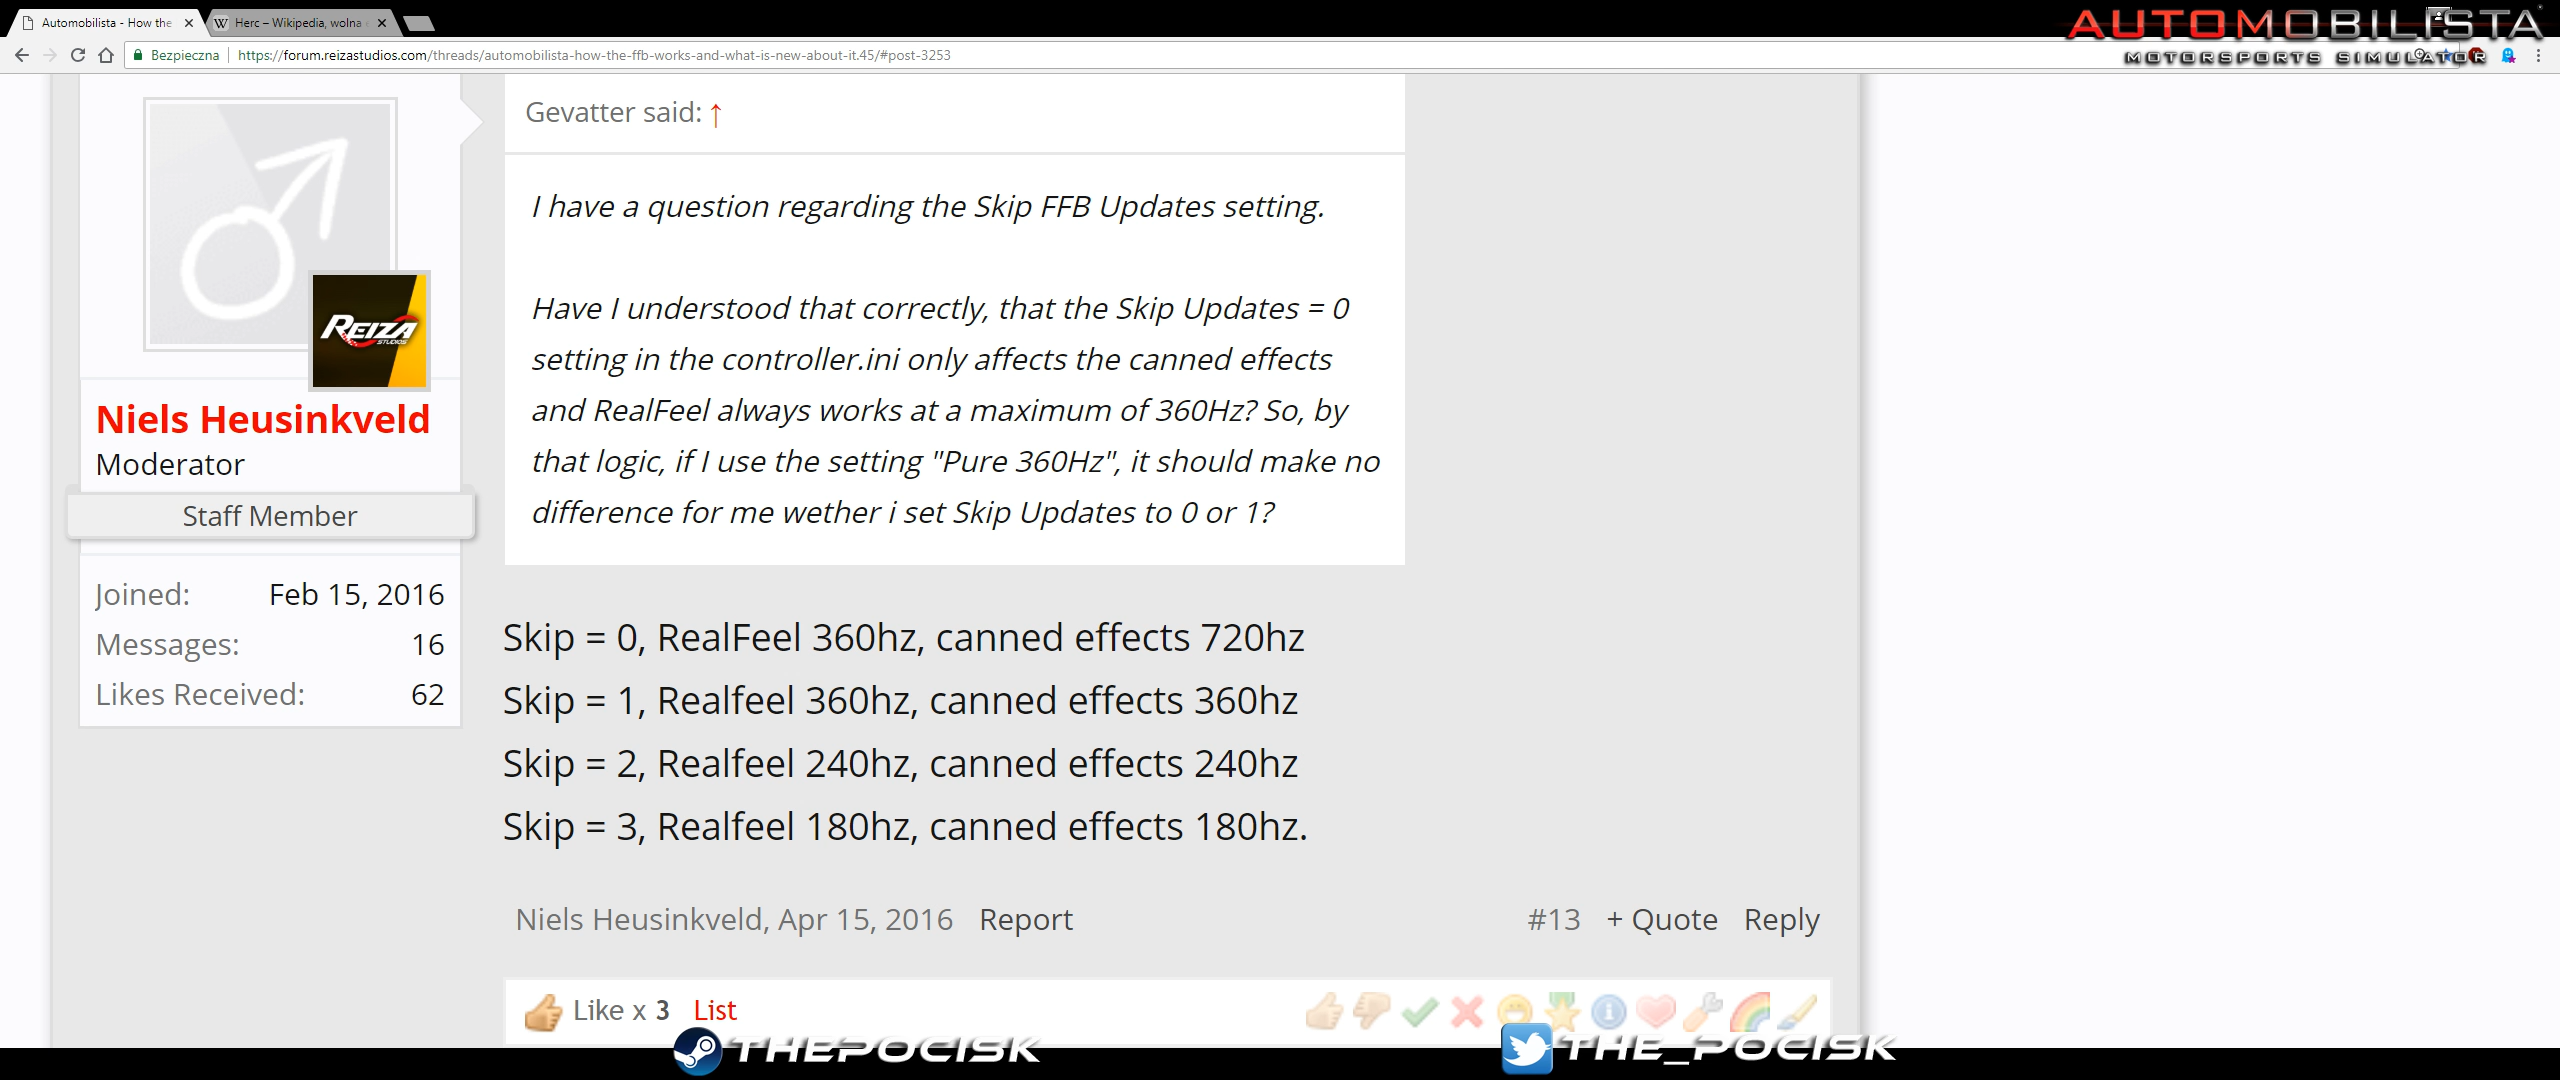 Automobilista - How the
Herc – Wikipedia, wolna
AUTOMOBILISTA
MOTORSPORTS SIMULATOR
Bezpieczna
https://forum.reizastudios.com/threads/automobilista-how-the-ffb-works-and-what-is-new-about-it.45/#post-3253
Gevatter said: ↑
I have a question regarding the Skip FFB Updates setting.
Have I understood that correctly, that the Skip Updates = 0
setting in the controller.ini only affects the canned effects
and RealFeel always works at a maximum of 360Hz? So, by
that logic, if I use the setting "Pure 360Hz", it should make no
difference for me wether i set Skip Updates to 0 or 1?
REIZA
STUDIOS
Niels Heusinkveld
Moderator
Staff Member
Joined: Feb 15, 2016
Messages: 16
Likes Received: 62
Skip = 0, RealFeel 360hz, canned effects 720hz
Skip = 1, Realfeel 360hz, canned effects 360hz
Skip = 2, Realfeel 240hz, canned effects 240hz
Skip = 3, Realfeel 180hz, canned effects 180hz.
Niels Heusinkveld, Apr 15, 2016 Report #13 + Quote Reply
Like x 3 List
THEPOCISK
THE_POCISK